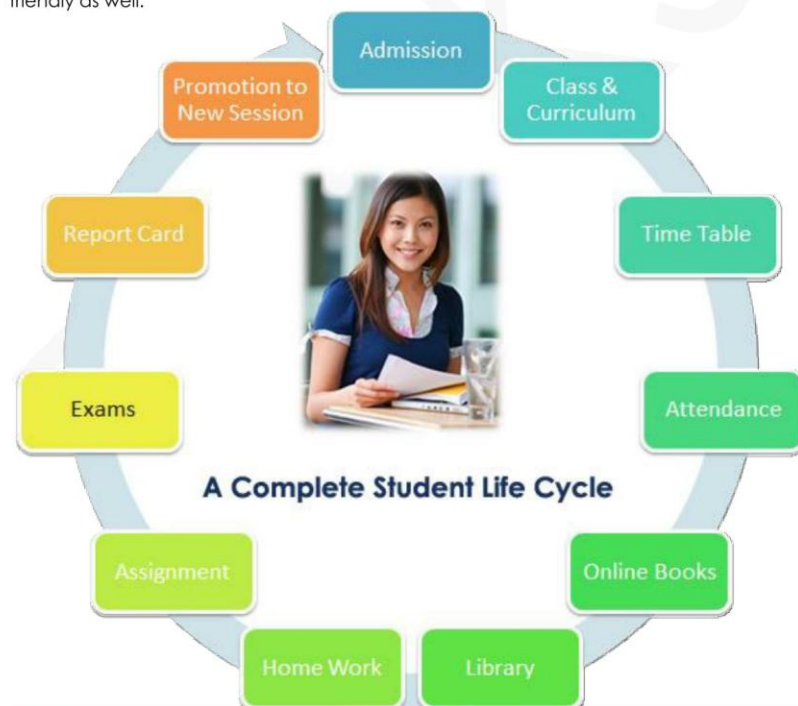 friendly as well.
Admission
Class &
Curriculum
Time Table
Attendance
Online Books
Library
Home Work
Assignment
Exams
Report Card
Promotion to
New Session
A Complete Student Life Cycle